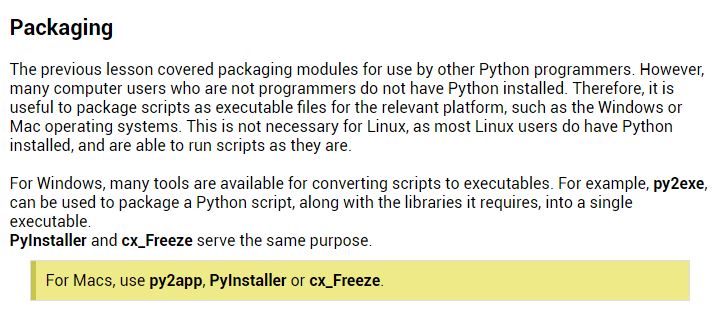 Packaging
The previous lesson covered packaging modules for use by other Python programmers. However,
many computer users who are not programmers do not have Python installed. Therefore, it is
useful to package scripts as executable files for the relevant platform, such as the Windows or
Mac operating systems. This is not necessary for Linux, as most Linux users do have Python
installed, and are able to run scripts as they are.
For Windows, many tools are available for converting scripts to executables. For example, py2exe,
can be used to package a Python script, along with the libraries it requires, into a single
executable.
PyInstaller and cx_Freeze serve the same purpose.
For Macs, use py2app, PyInstaller or cx_Freeze.